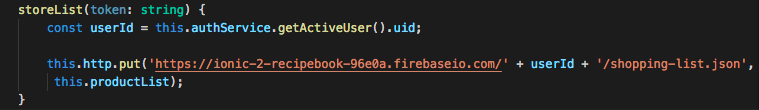 storeList(token: string) {
const userId = this.authService.getActiveUser().uid;
this.http.put('https://ionic-2-recipebook-96e0a.firebaseio.com/' + userId + '/shopping-list.json',
this.productList);
}